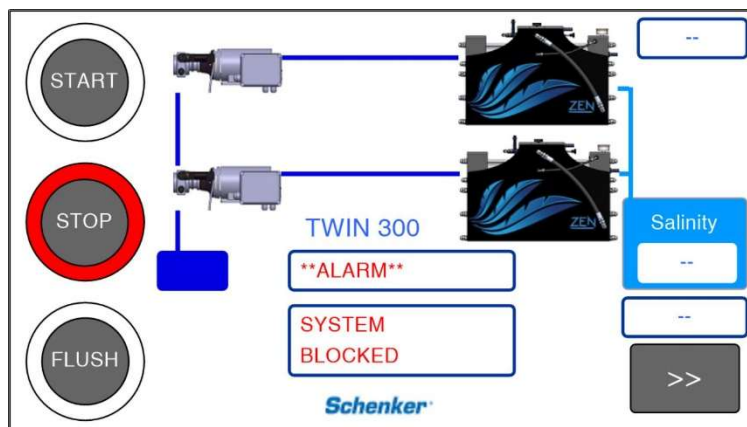 START
--
ZEN
STOP
ZEN
TWIN 300
Salinity
--
**ALARM**
--
SYSTEM
BLOCKED
FLUSH
>>
Schenker